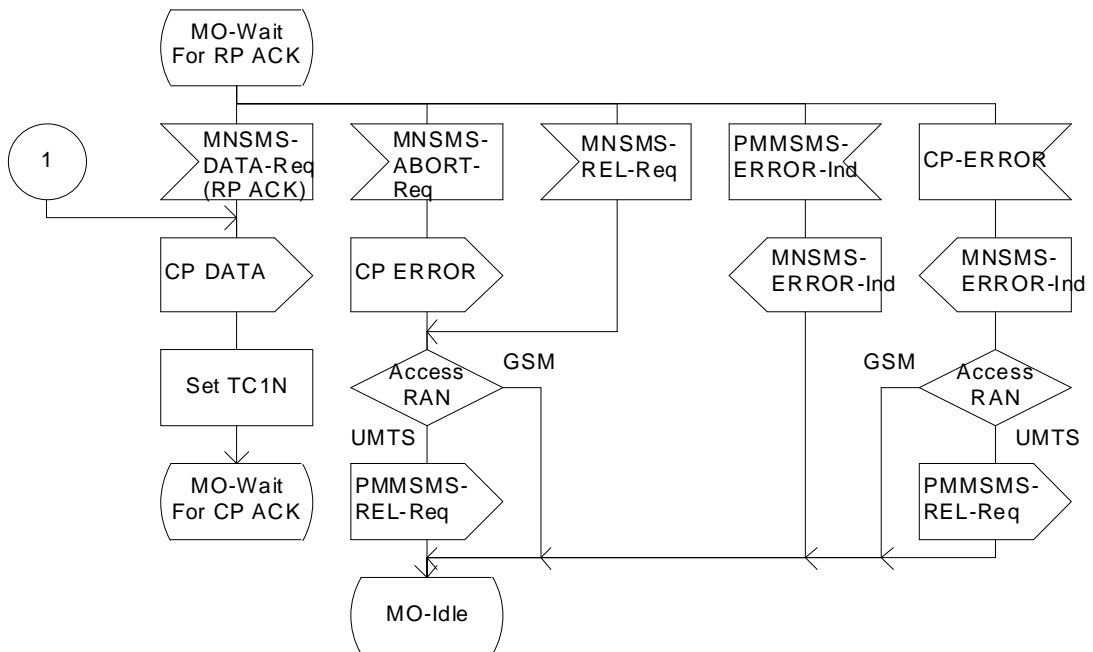 MO-Wait
For RP ACK
1
MNSMS-
DATA-Req
(RP ACK)
MNSMS-
ABORT-
Req
MNSMS-
REL-Req
PMMSMS-
ERROR-Ind
CP-ERROR
CP DATA
CP ERROR
MNSMS-
ERROR-Ind
MNSMS-
ERROR-Ind
Set TC1N
Access
RAN
GSM
UMTS
GSM
Access
RAN
UMTS
MO-Wait
For CP ACK
PMMSMS-
REL-Req
PMMSMS-
REL-Req
MO-Idle